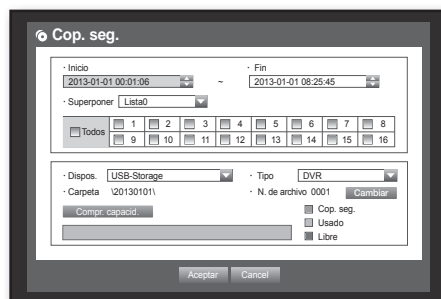 Cop. seg.
· Inicio
· Fin
2013-01-01 00:01:06 ~ 2013-01-01 08:25:45
· Superponer Lista0
Todos
1 2 3 4 5 6 7 8
9 10 11 12 13 14 15 16
· Dispos. USB-Storage
· Tipo DVR
· Carpeta \20130101\
· N. de archivo 0001 Cambiar
Compr. capacid.
Cop. seg.
Usado
Libre
Aceptar Cancel